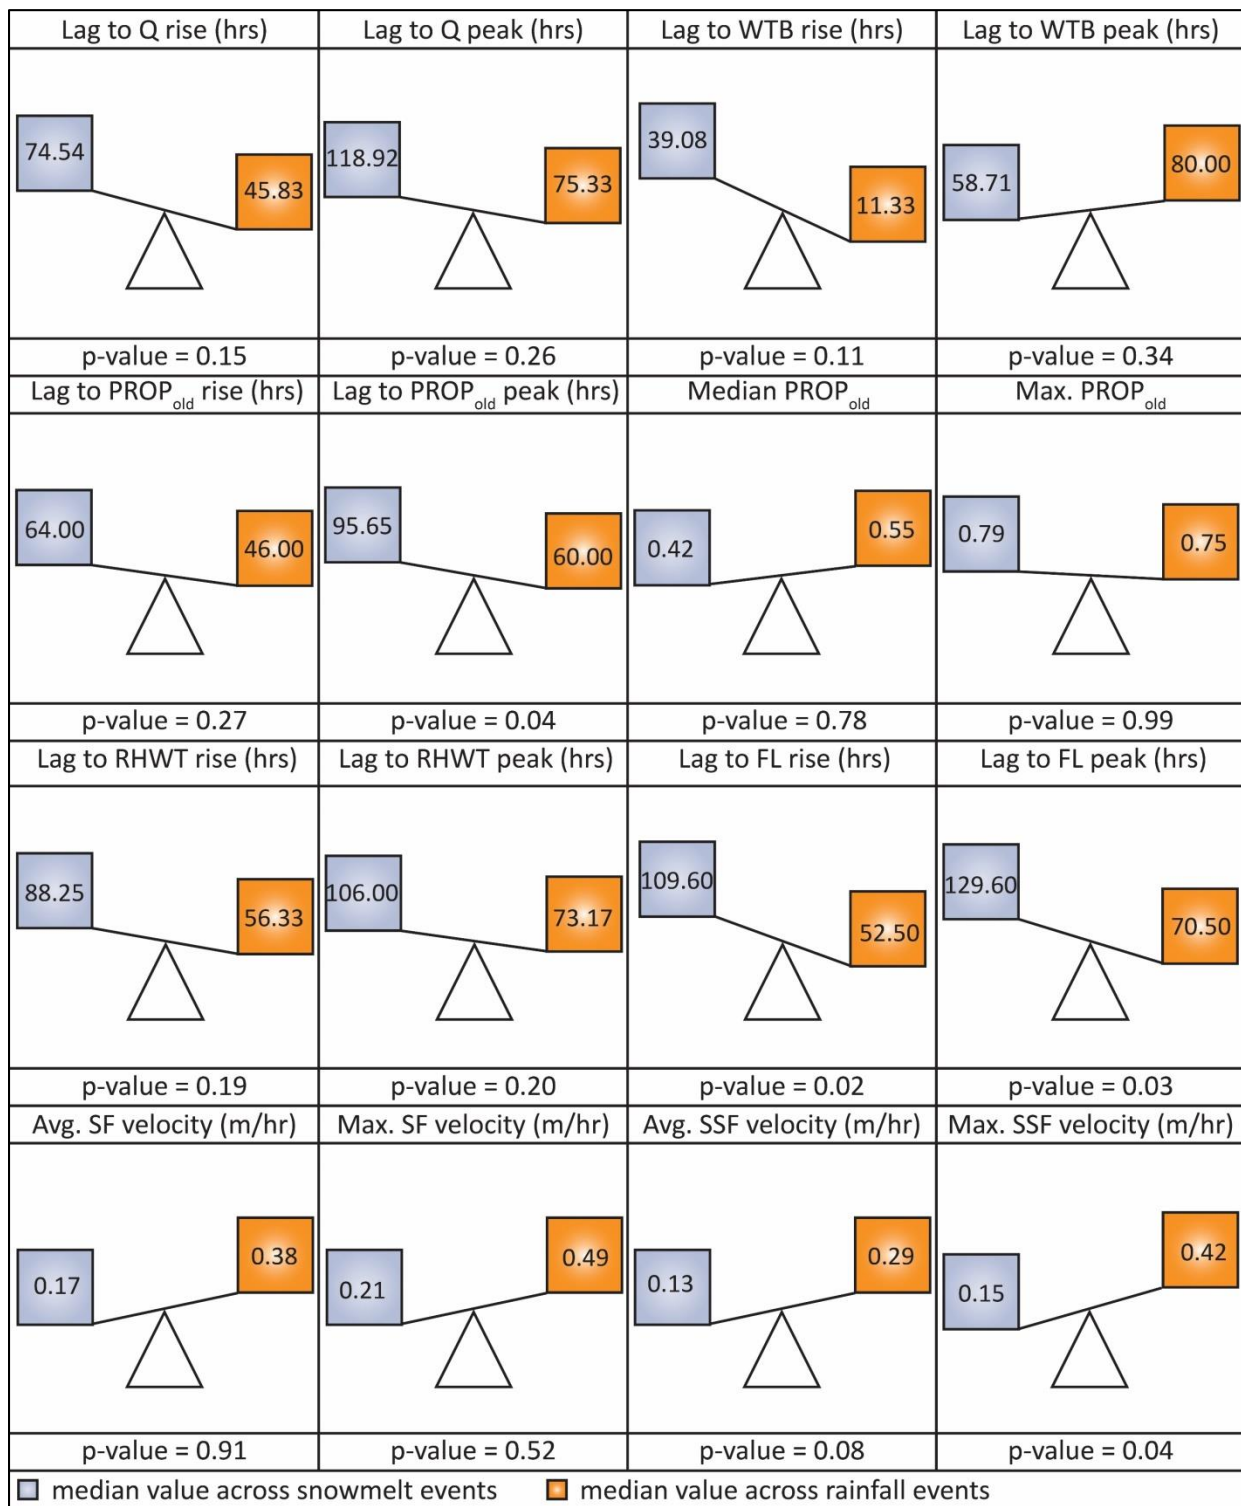 Lag to Q rise (hrs) Lag to Q peak (hrs) Lag to WTB rise (hrs) Lag to WTB peak (hrs)
74.54 45.83 118.92 75.33 39.08 11.33 58.71 80.00
p-value = 0.15 p-value = 0.26 p-value = 0.11 p-value = 0.34
Lag to PROPold rise (hrs) Lag to PROPold peak (hrs) Median PROPold Max. PROPold
64.00 46.00 95.65 60.00 0.42 0.55 0.79 0.75
p-value = 0.27 p-value = 0.04 p-value = 0.78 p-value = 0.99
Lag to RHWT rise (hrs) Lag to RHWT peak (hrs) Lag to FL rise (hrs) Lag to FL peak (hrs)
88.25 56.33 106.00 73.17 109.60 52.50 129.60 70.50
p-value = 0.19 p-value = 0.20 p-value = 0.02 p-value = 0.03
Avg. SF velocity (m/hr) Max. SF velocity (m/hr) Avg. SSF velocity (m/hr) Max. SSF velocity (m/hr)
0.17 0.38 0.21 0.49 0.13 0.29 0.15 0.42
p-value = 0.91 p-value = 0.52 p-value = 0.08 p-value = 0.04
median value across snowmelt events median value across rainfall events